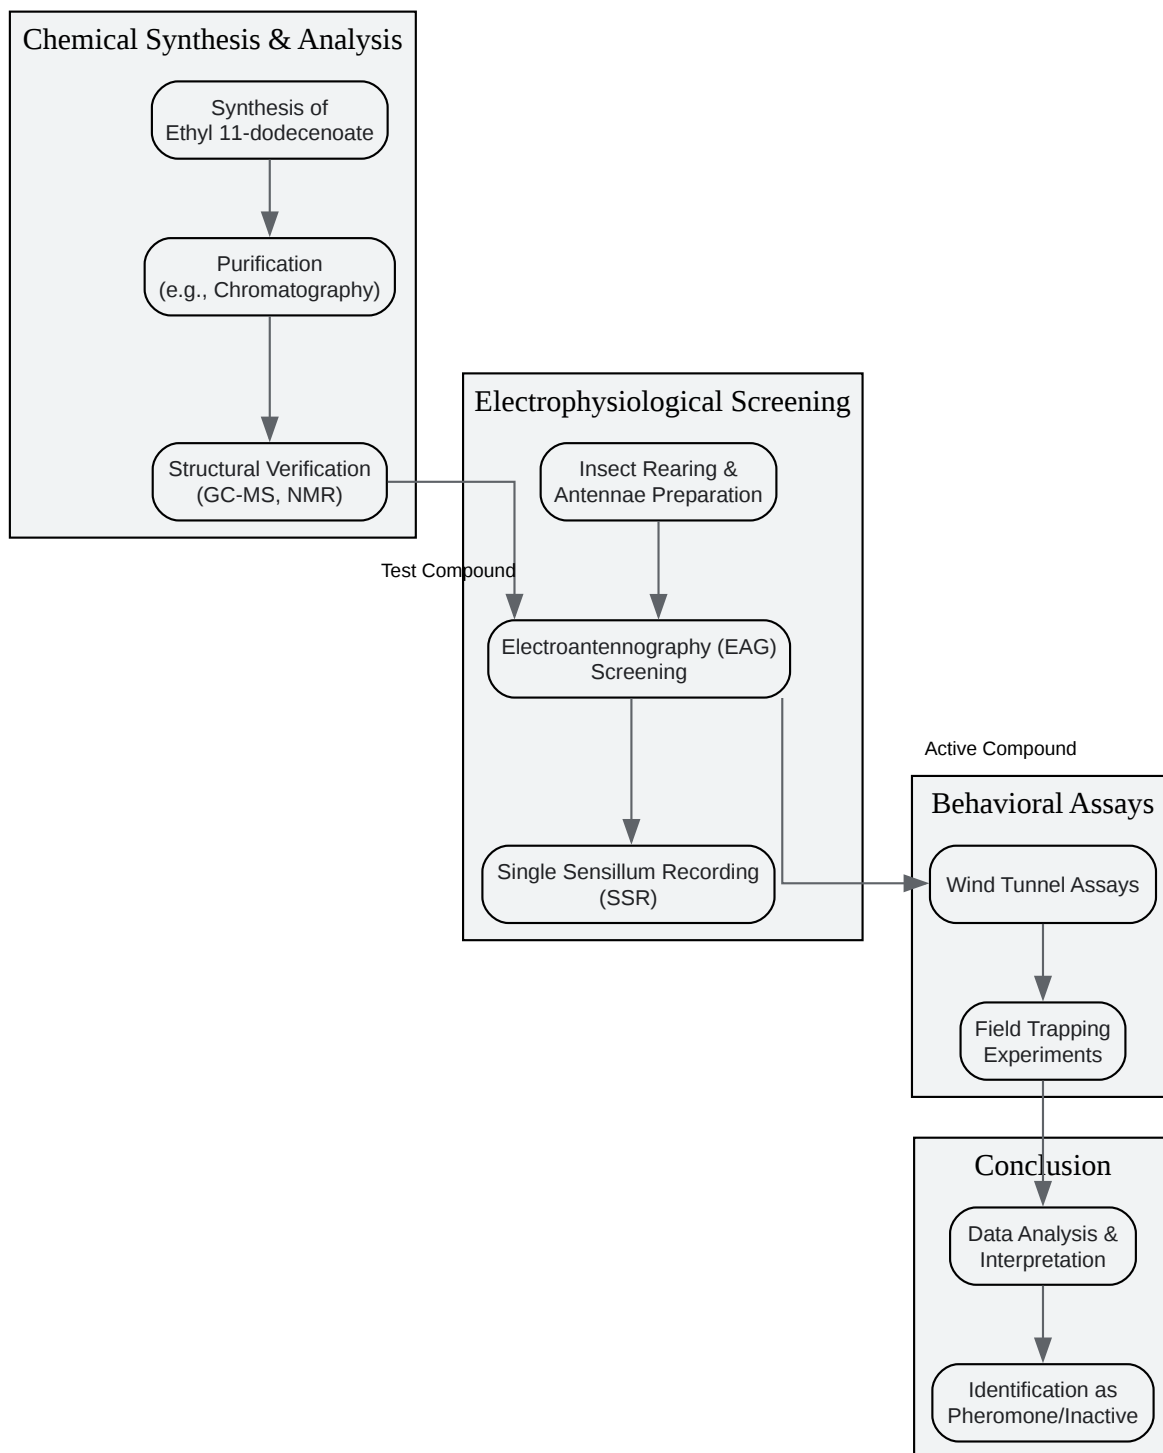 Chemical Synthesis & Analysis
Synthesis of
Ethyl 11-dodecenoate
Purification
(e.g., Chromatography)
Structural Verification
(GC-MS, NMR)
Test Compound
Electrophysiological Screening
Insect Rearing &
Antennae Preparation
Electroantennography (EAG)
Screening
Single Sensillum Recording
(SSR)
Active Compound
Behavioral Assays
Wind Tunnel Assays
Field Trapping
Experiments
Conclusion
Data Analysis &
Interpretation
Identification as
Pheromone/Inactive